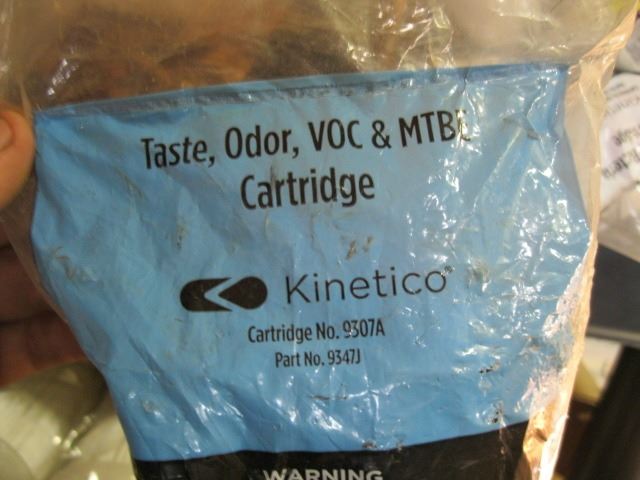 Taste, Odor, VOC & MTBE
Cartridge
Kinetico®
Cartridge No. 9307A
Part No. 9347J
WARNING